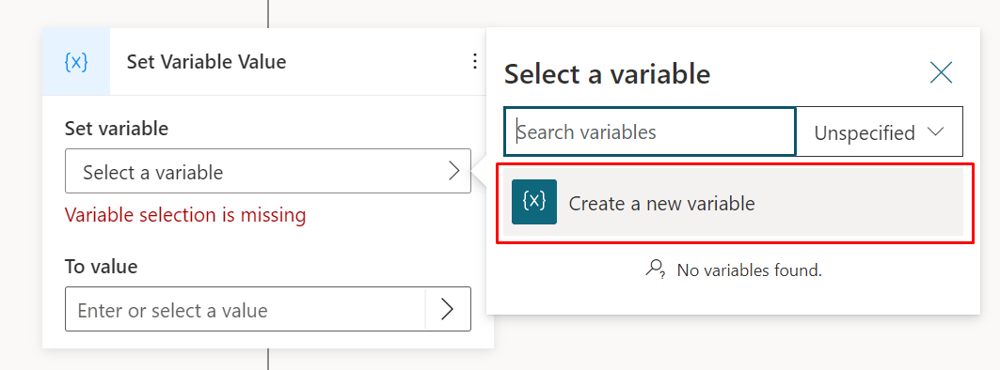 {x}
Set Variable Value
Set variable
Select a variable
Variable selection is missing
To value
Enter or select a value
Select a variable
Search variables
Unspecified
{x}
Create a new variable
No variables found.